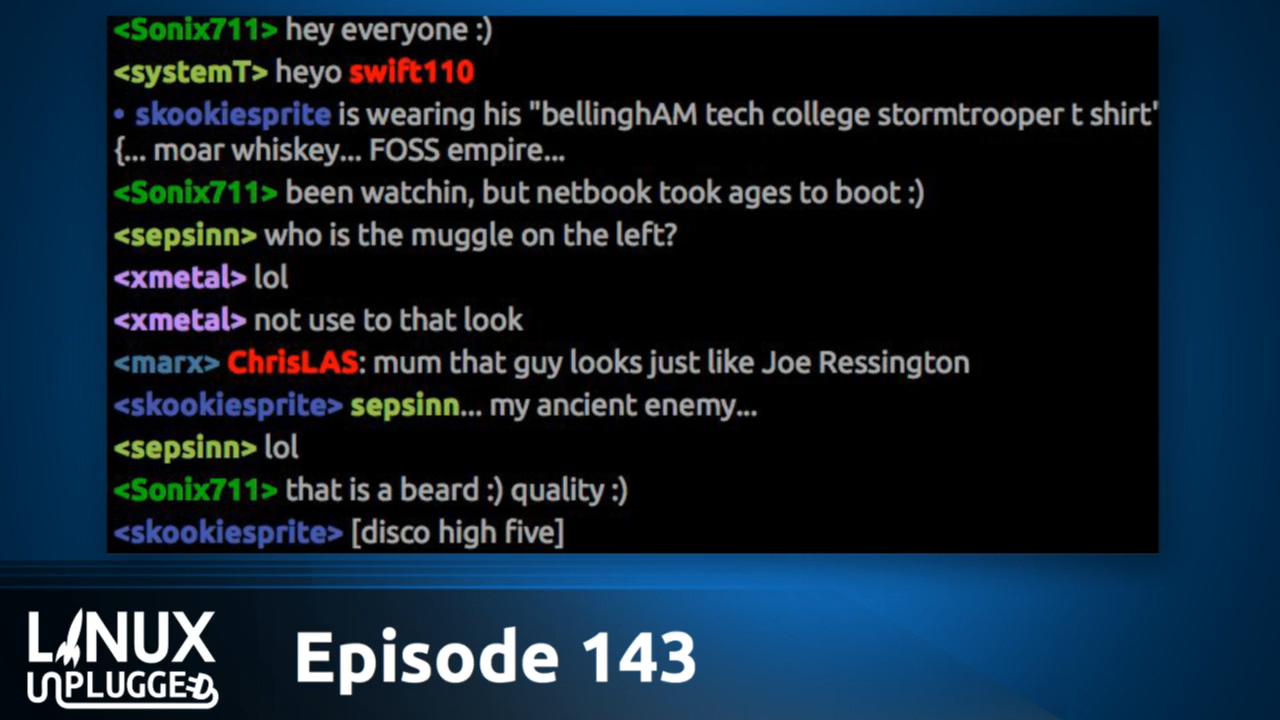 <Sonix711> hey everyone :)
<systemT> heyo swift110
• skookiesprite is wearing his "bellinghAM tech college stormtrooper t shirt"
{... moar whiskey... FOSS empire...
<Sonix711> been watchin, but netbook took ages to boot :)
<sepsinn> who is the muggle on the left?
<xmetal> lol
<xmetal> not use to that look
<marx> ChrisLAS: mum that guy looks just like Joe Ressington
<skookiesprite> sepsinn... my ancient enemy...
<sepsinn> lol
<Sonix711> that is a beard :) quality :)
<skookiesprite> [disco high five]
LINUX
UNPLUGGED
Episode 143